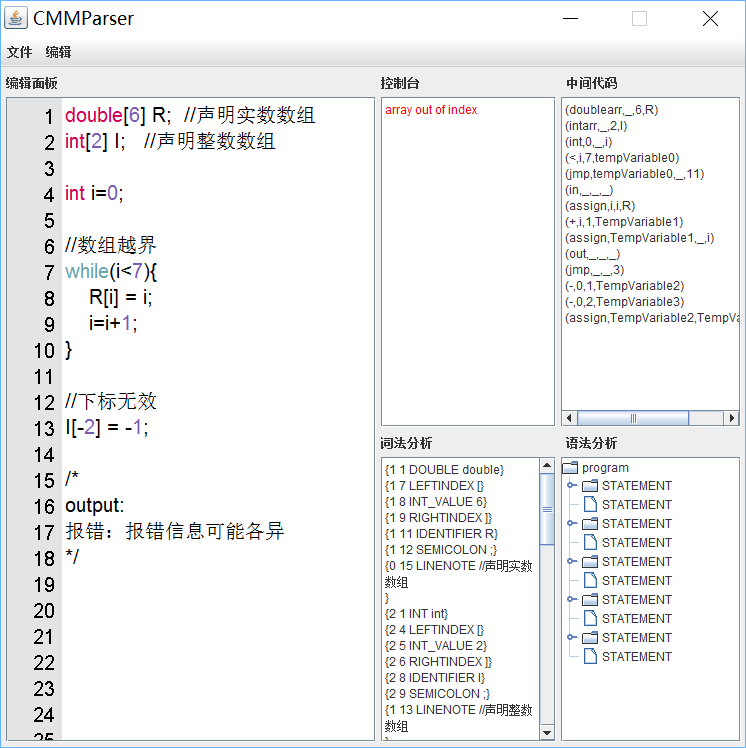 CMMParser
文件 编辑
编辑面板
1 double[6] R; //声明实数数组
2 int[2] I; //声明整数数组
3
4 int i=0;
5
6 //数组越界
7 while(i<7){
8 R[i] = i;
9 i=i+1;
10 }
11
12 //下标无效
13 I[-2] = -1;
14
15 /*
16 output:
17 报错：报错信息可能各异
18 */
19
20
21
22
23
24
控制台
array out of index
中间代码
(doublearr,_,6,R)
(intarr,_,2,I)
(int,0,_,i)
(<,i,7,tempVariable0)
(jmp,tempVariable0,_,11)
(in,_,_,_)
(assign,i,i,R)
(+,i,1,TempVariable1)
(assign,TempVariable1,_,i)
(out,_,_,_)
(jmp,_,_,3)
(-,0,1,TempVariable2)
(-,0,2,TempVariable3)
(assign,TempVariable2,TempVa
词法分析
{1 1 DOUBLE double}
{1 7 LEFTINDEX [}
{1 8 INT_VALUE 6}
{1 9 RIGHTINDEX ]}
{1 11 IDENTIFIER R}
{1 12 SEMICOLON ;}
{0 15 LINENOTE //声明实数
数组
}
{2 1 INT int}
{2 4 LEFTINDEX [}
{2 5 INT_VALUE 2}
{2 6 RIGHTINDEX ]}
{2 8 IDENTIFIER I}
{2 9 SEMICOLON ;}
{1 13 LINENOTE //声明整数
数组
语法分析
program
STATEMENT
STATEMENT
STATEMENT
STATEMENT
STATEMENT
STATEMENT
STATEMENT
STATEMENT
STATEMENT
STATEMENT